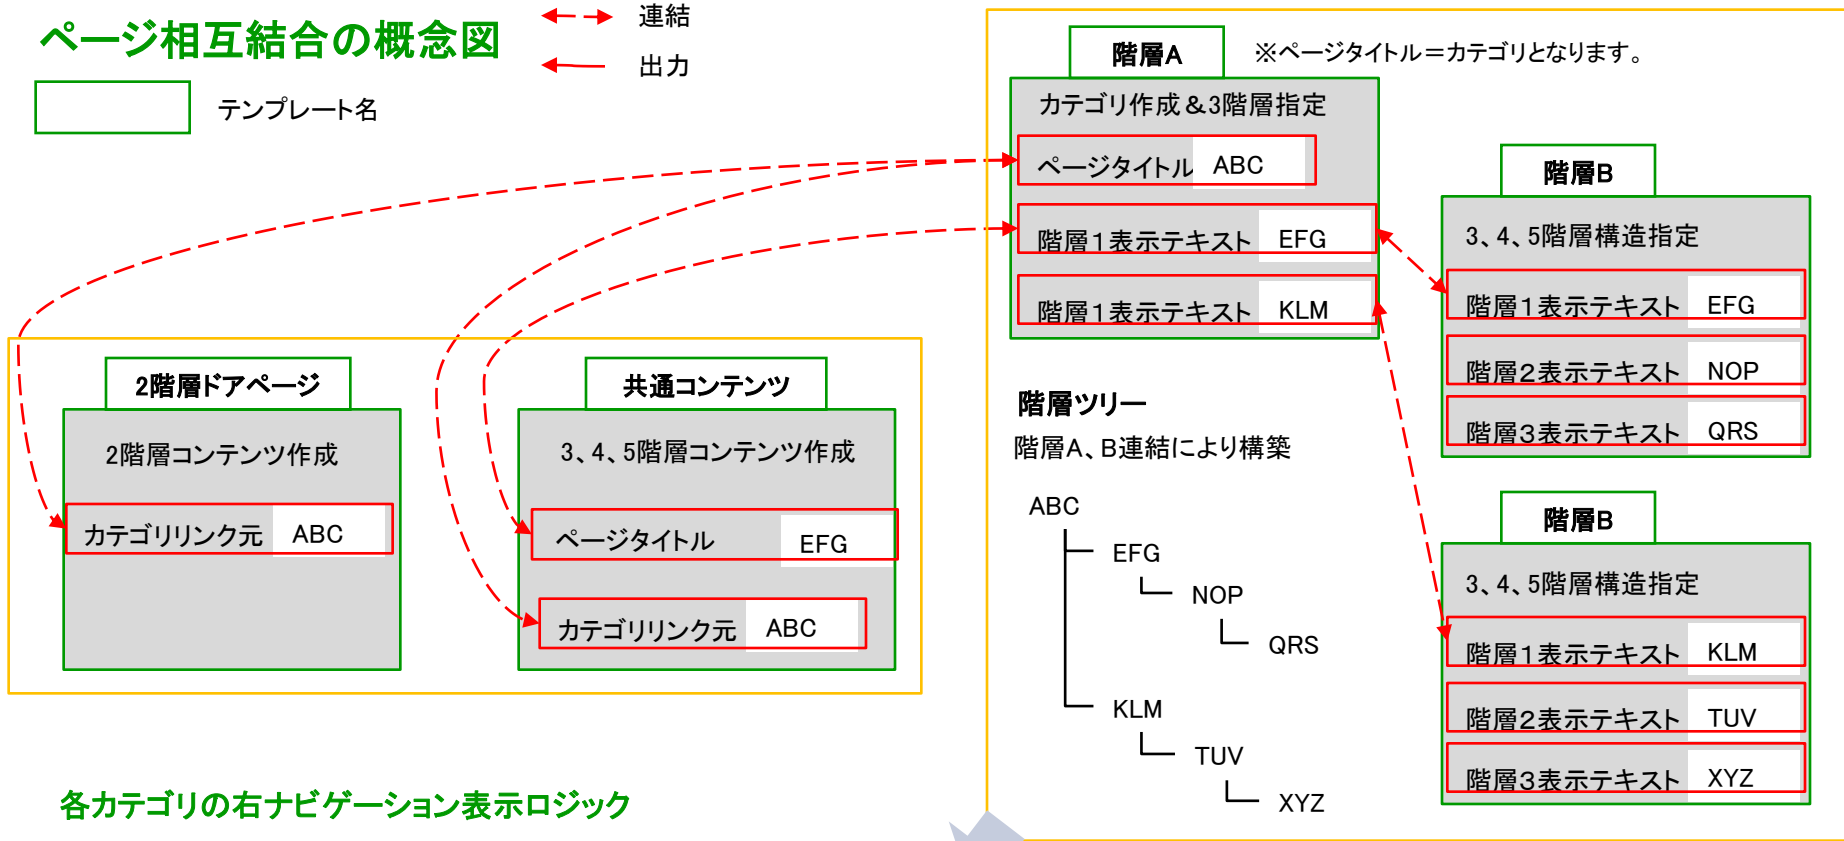 ページ相互結合の概念図
連結
出力
テンプレート名
階層A
※ページタイトル＝カテゴリとなります。
カテゴリ作成＆3階層指定
ページタイトル ABC
階層１表示テキスト EFG
階層１表示テキスト KLM
階層B
3、4、5階層構造指定
階層１表示テキスト EFG
階層２表示テキスト NOP
階層３表示テキスト QRS
2階層ドアページ
2階層コンテンツ作成
カテゴリリンク元 ABC
共通コンテンツ
3、4、5階層コンテンツ作成
ページタイトル EFG
カテゴリリンク元 ABC
階層ツリー
階層A、B連結により構築
ABC
EFG
NOP
QRS
KLM
TUV
XYZ
階層B
3、4、5階層構造指定
階層１表示テキスト KLM
階層２表示テキスト TUV
階層３表示テキスト XYZ
各カテゴリの右ナビゲーション表示ロジック